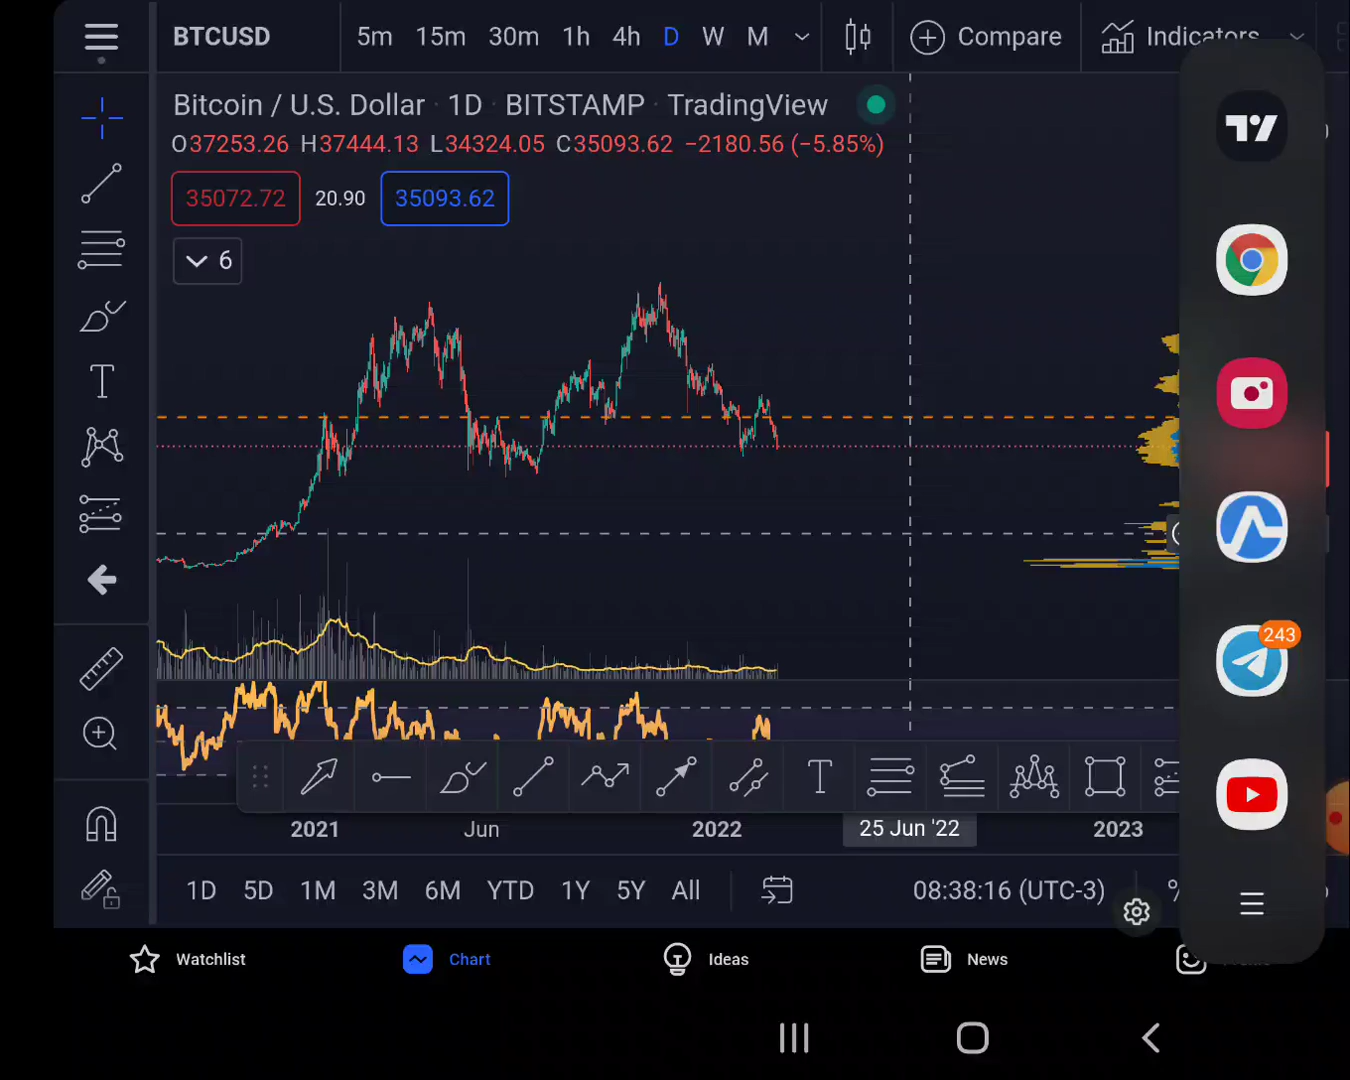 BTCUSD 5m 15m 30m 1h 4h D W M Compare Indicators
Bitcoin / U.S. Dollar · 1D · BITSTAMP · TradingView
O37253.26 H37444.13 L34324.05 C35093.62 −2180.56 (−5.85%)
35072.72 20.90 35093.62
6
243
2021 Jun 2022 25 Jun '22 2023
1D 5D 1M 3M 6M YTD 1Y 5Y All 08:38:16 (UTC-3) %
Watchlist Chart Ideas News